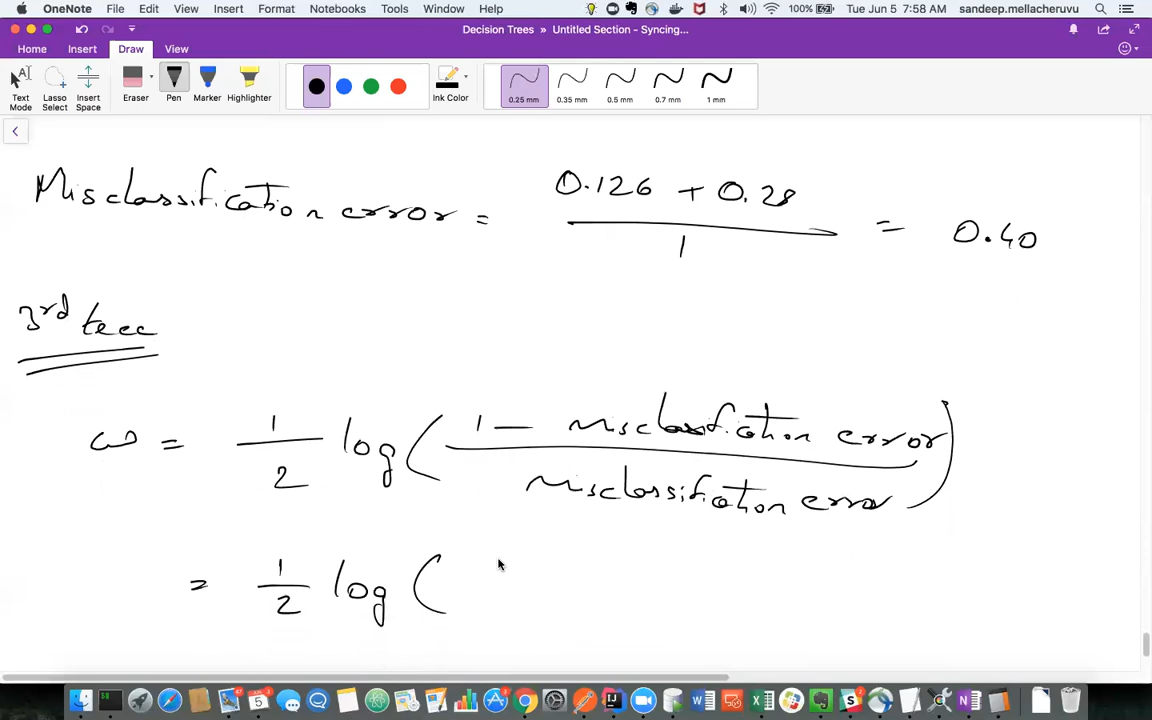 OneNote File Edit View Insert Format Notebooks Tools Window Help 100% Tue Jun 5 7:58 AM sandeep.mellacheruvu
Decision Trees » Untitled Section - Syncing...
Home Insert Draw View
Text Mode Lasso Select Insert Space Eraser Pen Marker Highlighter Ink Color 0.25 mm 0.35 mm 0.5 mm 0.7 mm 1 mm
Misclassification error = 0.126 + 0.28 / 1 = 0.40
3rd
ω = 1/2 log( 1 - misclassifiction error / misclassification error )
= 1/2 log(